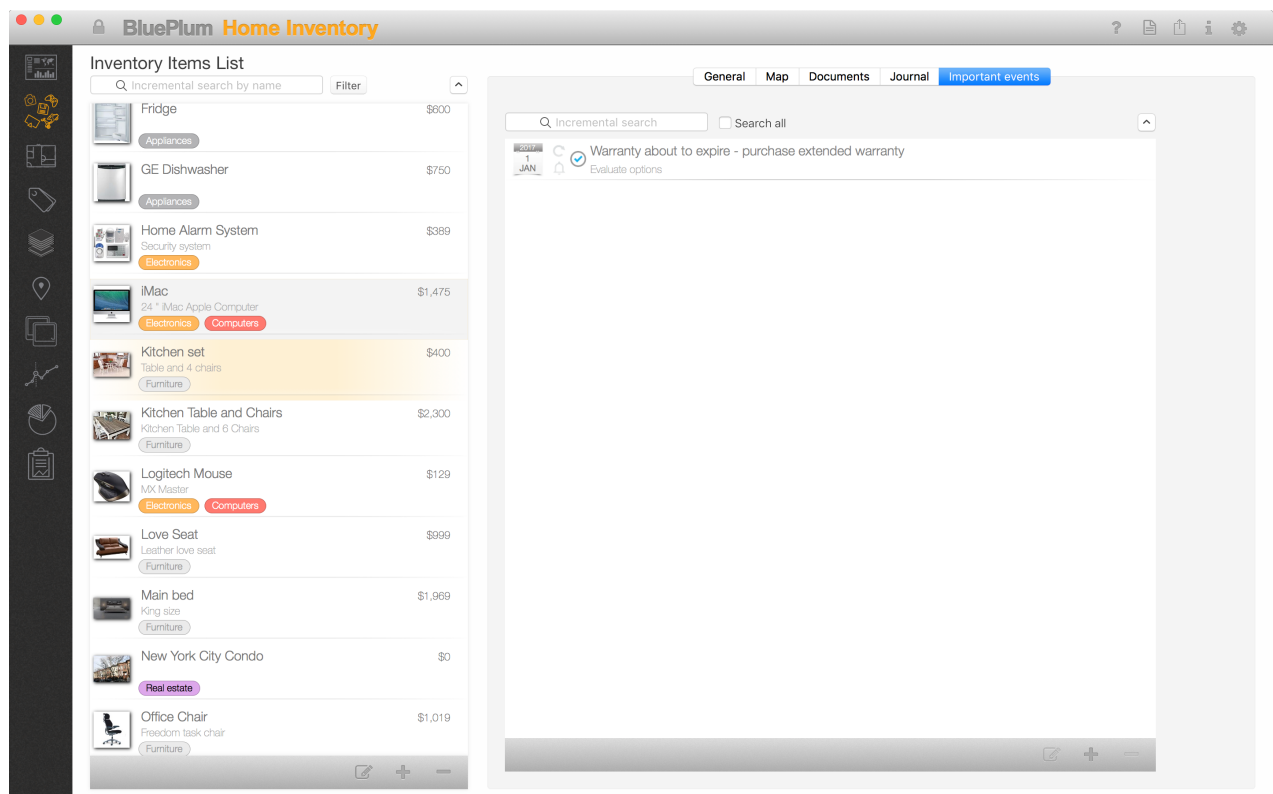 BluePlum Home Inventory
?
i
Inventory Items List
Incremental search by name
Filter
Fridge
$600
Appliances
GE Dishwasher
$750
Appliances
Home Alarm System
$389
Security system
Electronics
iMac
$1,475
24 " iMac Apple Computer
Electronics
Computers
Kitchen set
$400
Table and 4 chairs
Furniture
Kitchen Table and Chairs
$2,300
Kitchen Table and 6 Chairs
Furniture
Logitech Mouse
$129
MX Master
Electronics
Computers
Love Seat
$999
Leather love seat
Furniture
Main bed
$1,969
King size
Furniture
New York City Condo
$0
Real estate
Office Chair
$1,019
Freedom task chair
Furniture
General
Map
Documents
Journal
Important events
Incremental search
Search all
2017
1
JAN
Warranty about to expire - purchase extended warranty
Evaluate options